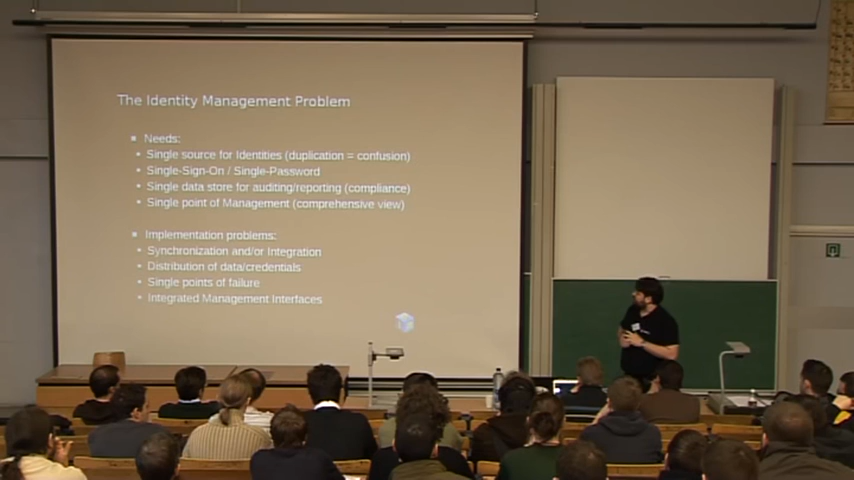 The Identity Management Problem
Needs:
Single source for Identities (duplication = confusion)
Single-Sign-On / Single-Password
Single data store for auditing/reporting (compliance)
Single point of Management (comprehensive view)
Implementation problems:
Synchronization and/or Integration
Distribution of data/credentials
Single points of failure
Integrated Management Interfaces